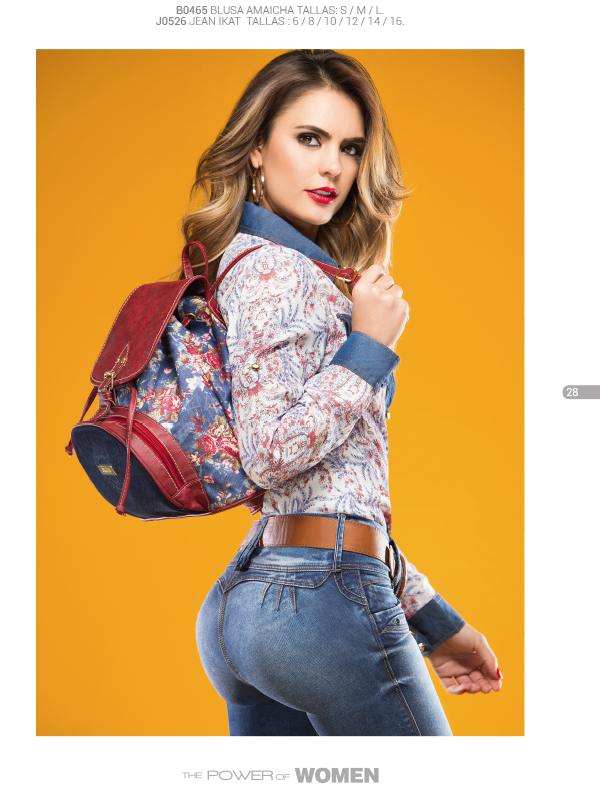 B0465 BLUSA AMAICHA TALLAS: S / M / L.
J0526 JEAN IKAT TALLAS : 6 / 8 / 10 / 12 / 14 / 16.
28
THE POWER OF WOMEN